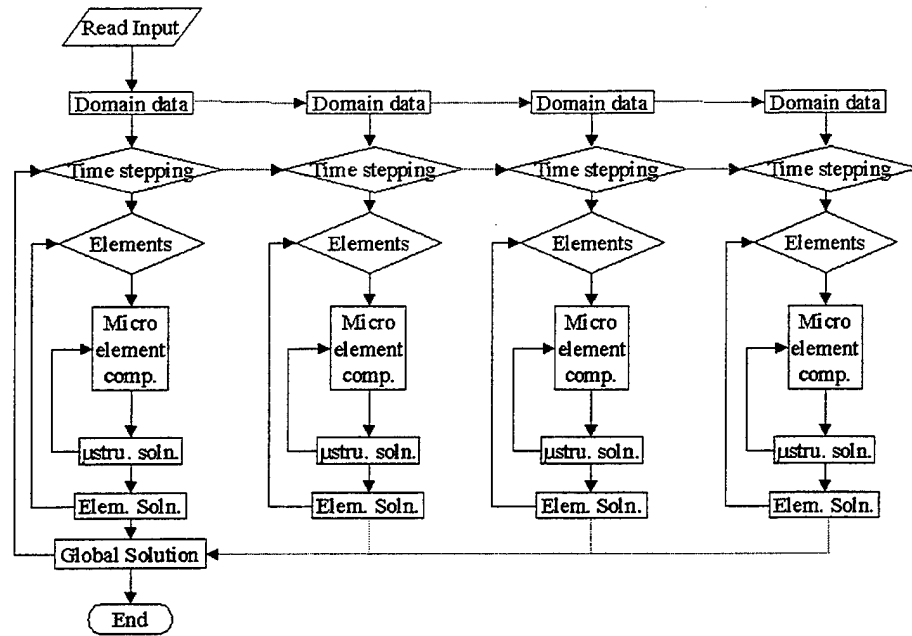 Read Input
Domain data
Domain data
Domain data
Domain data
Time stepping
Time stepping
Time stepping
Time stepping
Elements
Elements
Elements
Elements
Micro
element
comp.
Micro
element
comp.
Micro
element
comp.
Micro
element
comp.
µstru. soln.
µstru. soln.
µstru. soln.
µstru. soln.
Elem. Soln.
Elem. Soln.
Elem. Soln.
Elem. Soln.
Global Solution
End